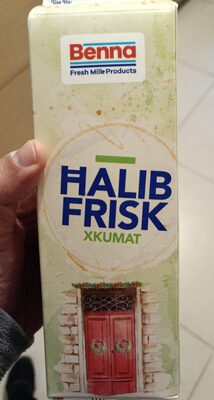 Benna
Fresh Milk Products
ĦALIB
FRISK
XKUMAT